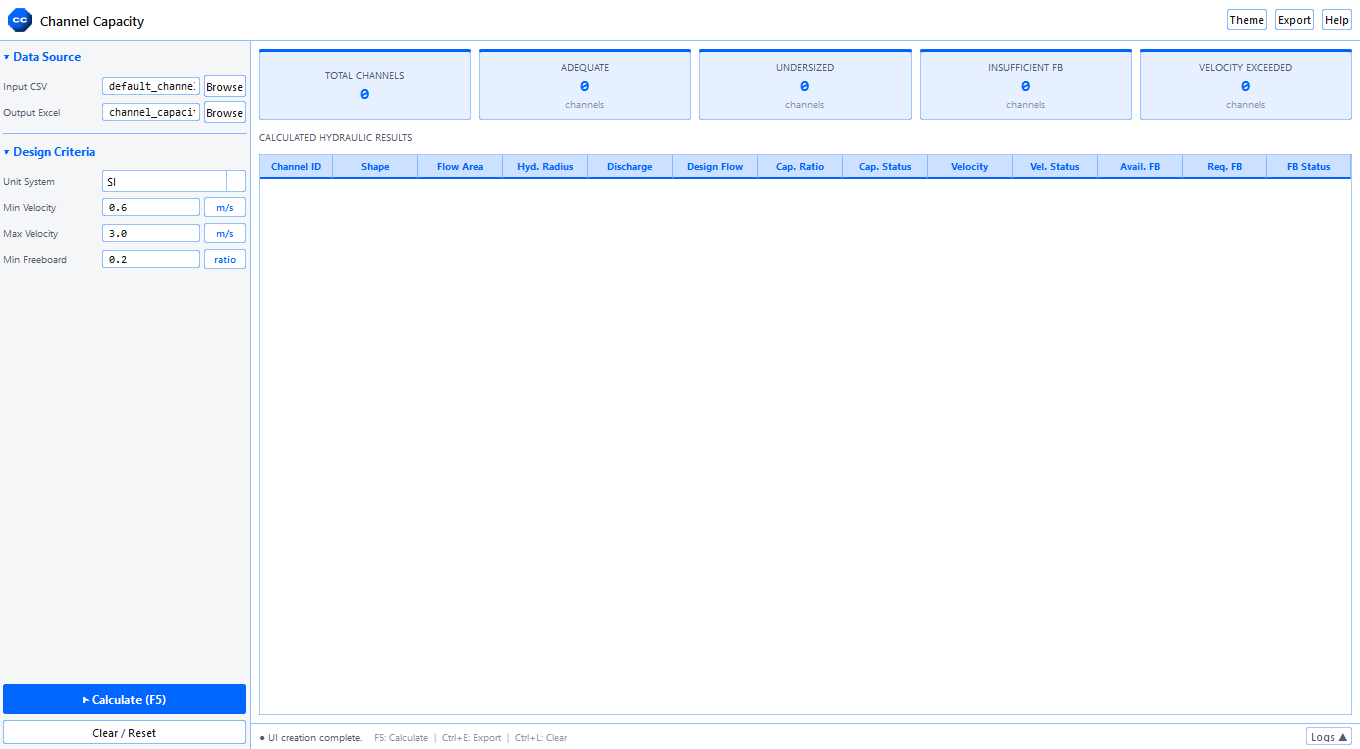 CC Channel Capacity Theme Export Help
▾ Data Source
Input CSV default_channe. Browse
Output Excel channel_capaci Browse
▾ Design Criteria
Unit System SI
Min Velocity 0.6 m/s
Max Velocity 3.0 m/s
Min Freeboard 0.2 ratio
▶ Calculate (F5)
Clear / Reset
TOTAL CHANNELS
0
ADEQUATE
0
channels
UNDERSIZED
0
channels
INSUFFICIENT FB
0
channels
VELOCITY EXCEEDED
0
channels
CALCULATED HYDRAULIC RESULTS
Channel ID Shape Flow Area Hyd. Radius Discharge Design Flow Cap. Ratio Cap. Status Velocity Vel. Status Avail. FB Req. FB FB Status
● UI creation complete. F5: Calculate | Ctrl+E: Export | Ctrl+L: Clear Logs ▲